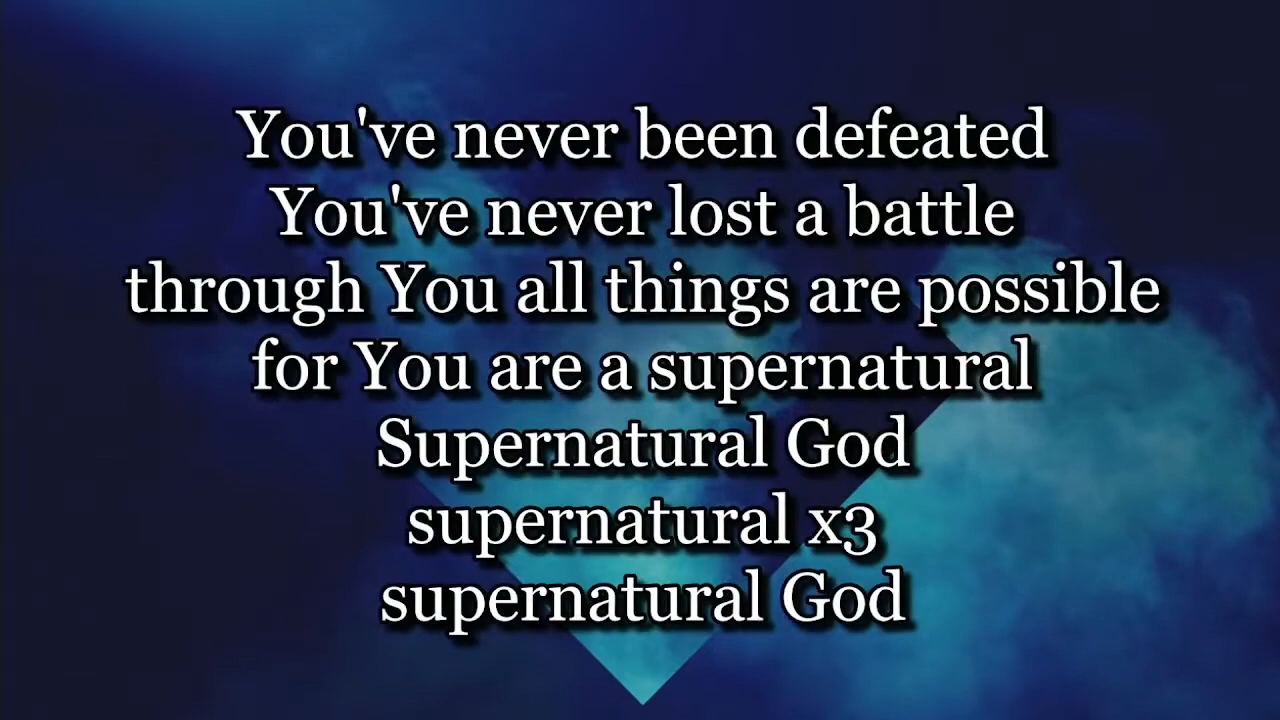 You've never been defeated
You've never lost a battle
through You all things are possible
for You are a supernatural
Supernatural God
supernatural x3
supernatural God